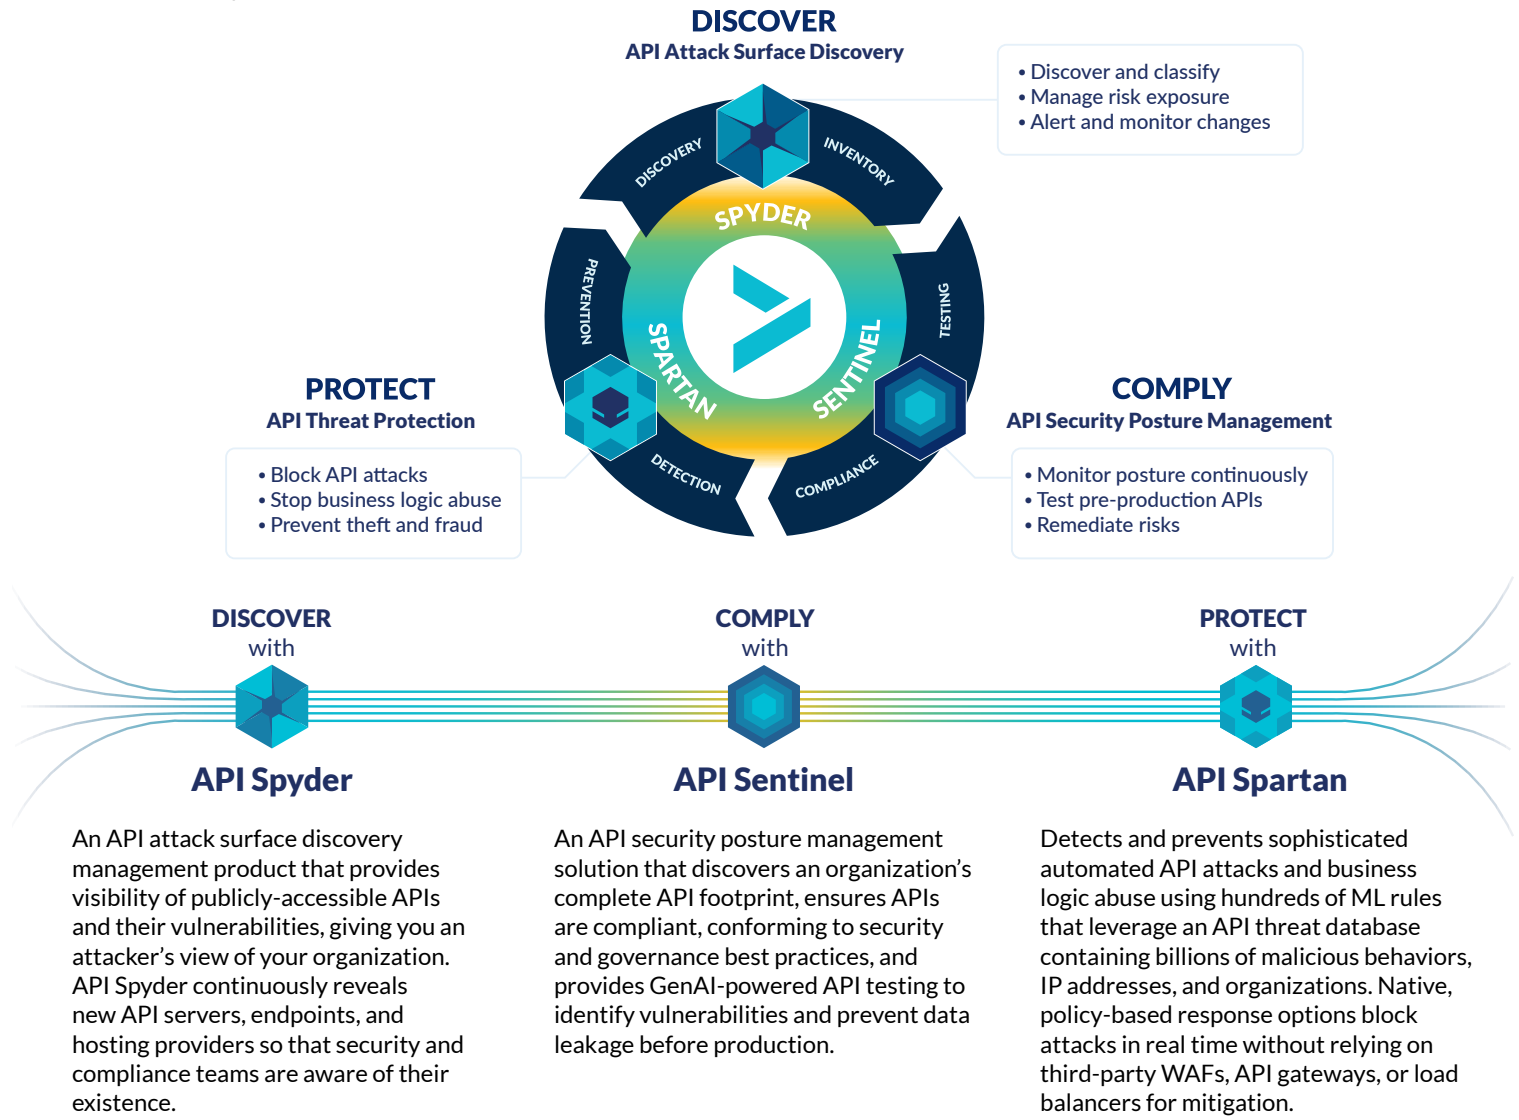 DISCOVER
API Attack Surface Discovery
• Discover and classify
• Manage risk exposure
• Alert and monitor changes
DISCOVERY
INVENTORY
SPYDER
PREVENTION
TESTING
SPARTAN
SENTINEL
DETECTION
COMPLIANCE
PROTECT
API Threat Protection
• Block API attacks
• Stop business logic abuse
• Prevent theft and fraud
COMPLY
API Security Posture Management
• Monitor posture continuously
• Test pre-production APIs
• Remediate risks
DISCOVER
with
API Spyder
An API attack surface discovery
management product that provides
visibility of publicly-accessible APIs
and their vulnerabilities, giving you an
attacker’s view of your organization.
API Spyder continuously reveals
new API servers, endpoints, and
hosting providers so that security and
compliance teams are aware of their
existence.
COMPLY
with
API Sentinel
An API security posture management
solution that discovers an organization’s
complete API footprint, ensures APIs
are compliant, conforming to security
and governance best practices, and
provides GenAI-powered API testing to
identify vulnerabilities and prevent data
leakage before production.
PROTECT
with
API Spartan
Detects and prevents sophisticated
automated API attacks and business
logic abuse using hundreds of ML rules
that leverage an API threat database
containing billions of malicious behaviors,
IP addresses, and organizations. Native,
policy-based response options block
attacks in real time without relying on
third-party WAFs, API gateways, or load
balancers for mitigation.